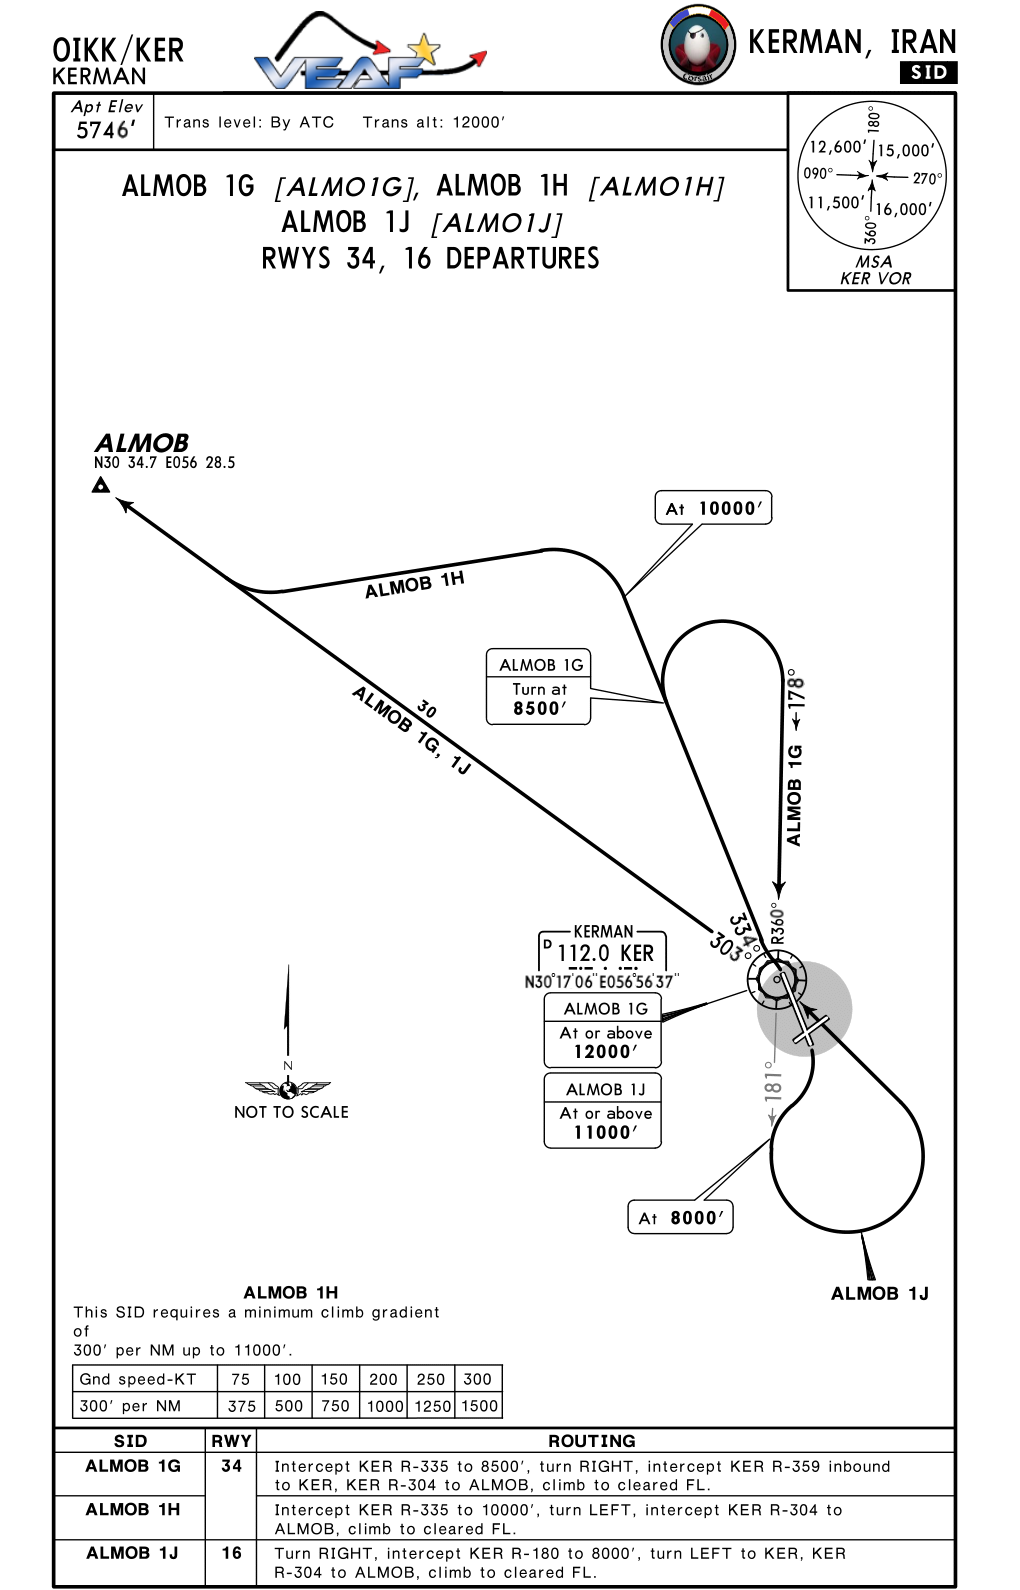 OIKK/KER
KERMAN
VEAF
Corsair
KERMAN, IRAN
SID
Apt Elev
5746'
Trans level: By ATC Trans alt: 12000'
ALMOB 1G [ALMO1G], ALMOB 1H [ALMO1H]
ALMOB 1J [ALMO1J]
RWYS 34, 16 DEPARTURES
180°
12,600' 15,000'
090° 270°
11,500' 16,000'
360°
MSA
KER VOR
ALMOB
N30 34.7 E056 28.5
At 10000'
ALMOB 1H
ALMOB 1G
Turn at
8500'
178°
ALMOB 1G
30
ALMOB 1G, 1J
334°
303°
R360°
KERMAN
D 112.0 KER
N30°17'06" E056°56'37"
ALMOB 1G
At or above
12000'
ALMOB 1J
At or above
11000'
181°
N
NOT TO SCALE
At 8000'
ALMOB 1J
ALMOB 1H
This SID requires a minimum climb gradient
of
300' per NM up to 11000'.
Gnd speed-KT 75 100 150 200 250 300
300' per NM 375 500 750 1000 1250 1500
SID RWY ROUTING
ALMOB 1G 34 Intercept KER R-335 to 8500', turn RIGHT, intercept KER R-359 inbound
to KER, KER R-304 to ALMOB, climb to cleared FL.
ALMOB 1H Intercept KER R-335 to 10000', turn LEFT, intercept KER R-304 to
ALMOB, climb to cleared FL.
ALMOB 1J 16 Turn RIGHT, intercept KER R-180 to 8000', turn LEFT to KER, KER
R-304 to ALMOB, climb to cleared FL.